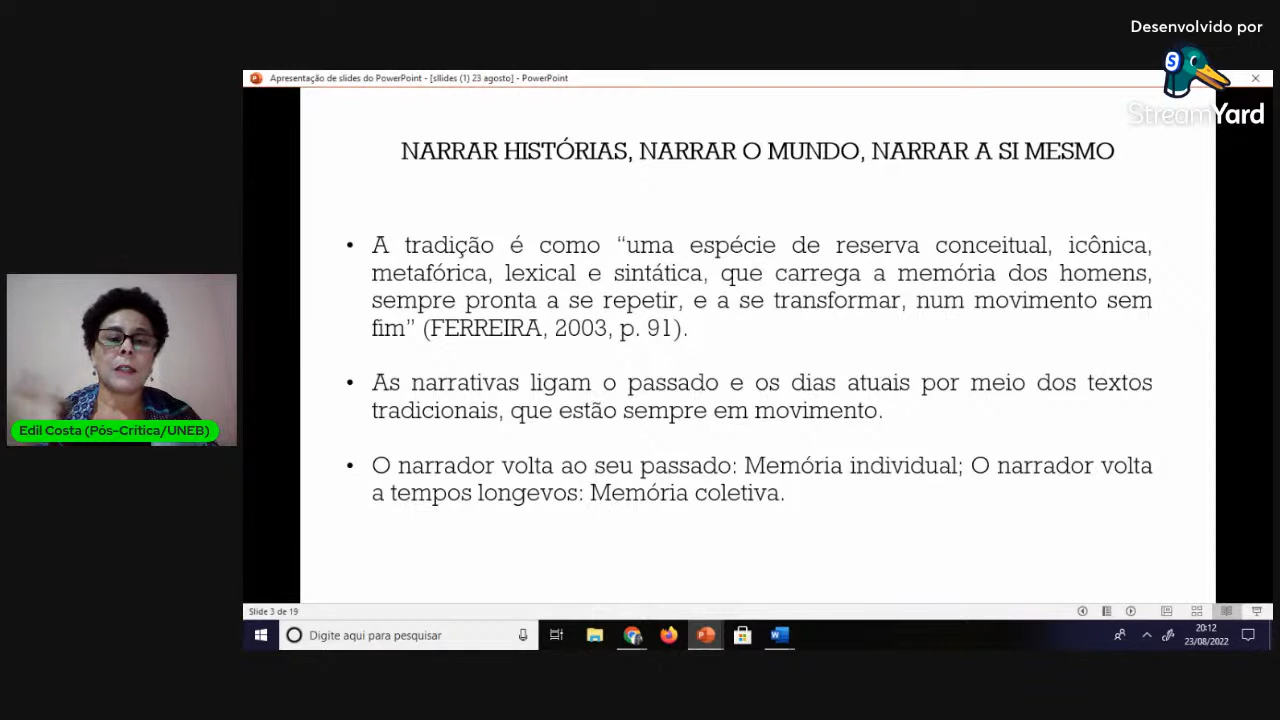 Desenvolvido por
StreamYard
Apresentação de slides do PowerPoint - [sllides (1) 23 agosto] - PowerPoint
NARRAR HISTÓRIAS, NARRAR O MUNDO, NARRAR A SI MESMO
• A tradição é como “uma espécie de reserva conceitual, icônica,
metafórica, lexical e sintática, que carrega a memória dos homens,
sempre pronta a se repetir, e a se transformar, num movimento sem
fim” (FERREIRA, 2003, p. 91).
• As narrativas ligam o passado e os dias atuais por meio dos textos
tradicionais, que estão sempre em movimento.
• O narrador volta ao seu passado: Memória individual; O narrador volta
a tempos longevos: Memória coletiva.
Edil Costa (Pós-Crítica/UNEB)
Slide 3 de 19
Digite aqui para pesquisar
20:12
23/08/2022